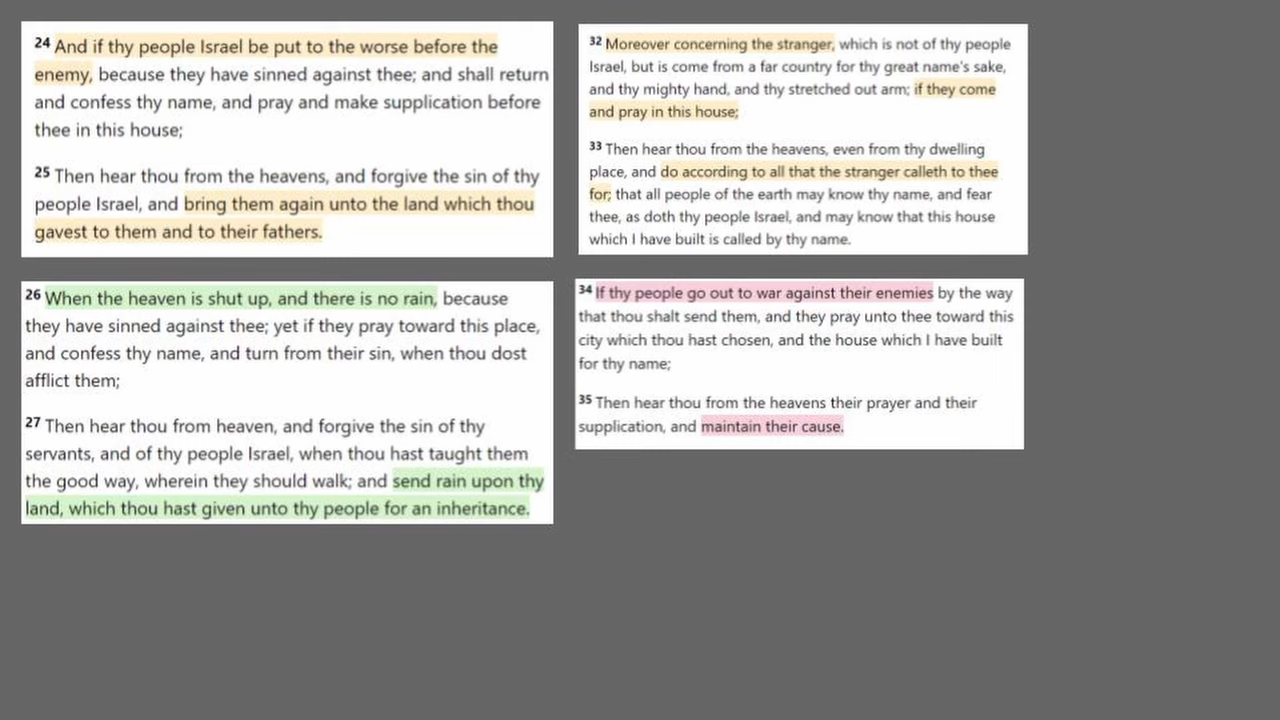 24 And if thy people Israel be put to the worse before the
enemy, because they have sinned against thee; and shall return
and confess thy name, and pray and make supplication before
thee in this house;
25 Then hear thou from the heavens, and forgive the sin of thy
people Israel, and bring them again unto the land which thou
gavest to them and to their fathers.
26 When the heaven is shut up, and there is no rain, because
they have sinned against thee; yet if they pray toward this place,
and confess thy name, and turn from their sin, when thou dost
afflict them;
27 Then hear thou from heaven, and forgive the sin of thy
servants, and of thy people Israel, when thou hast taught them
the good way, wherein they should walk; and send rain upon thy
land, which thou hast given unto thy people for an inheritance.
32 Moreover concerning the stranger, which is not of thy people
Israel, but is come from a far country for thy great name's sake,
and thy mighty hand, and thy stretched out arm; if they come
and pray in this house;
33 Then hear thou from the heavens, even from thy dwelling
place, and do according to all that the stranger calleth to thee
for; that all people of the earth may know thy name, and fear
thee, as doth thy people Israel, and may know that this house
which I have built is called by thy name.
34 If thy people go out to war against their enemies by the way
that thou shalt send them, and they pray unto thee toward this
city which thou hast chosen, and the house which I have built
for thy name;
35 Then hear thou from the heavens their prayer and their
supplication, and maintain their cause.